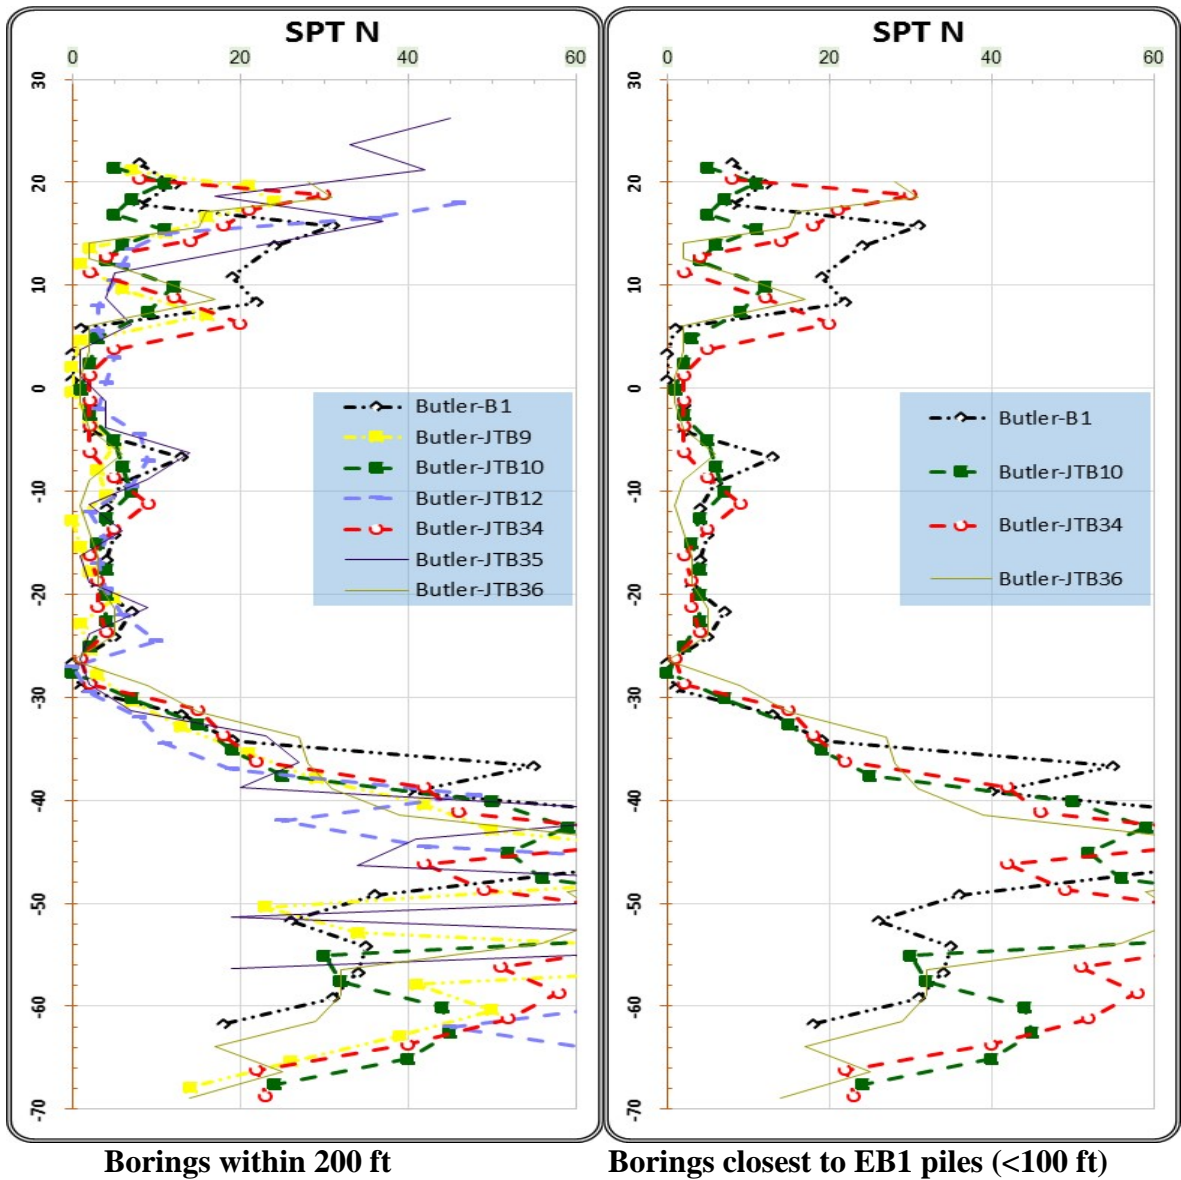 SPT N
0 20 40 60
30
20
10
0
-10
-20
-30
-40
-50
-60
-70
Butler-B1
Butler-JTB9
Butler-JTB10
Butler-JTB12
Butler-JTB34
Butler-JTB35
Butler-JTB36
Borings within 200 ft
SPT N
0 20 40 60
30
20
10
0
-10
-20
-30
-40
-50
-60
-70
Butler-B1
Butler-JTB10
Butler-JTB34
Butler-JTB36
Borings closest to EB1 piles (<100 ft)